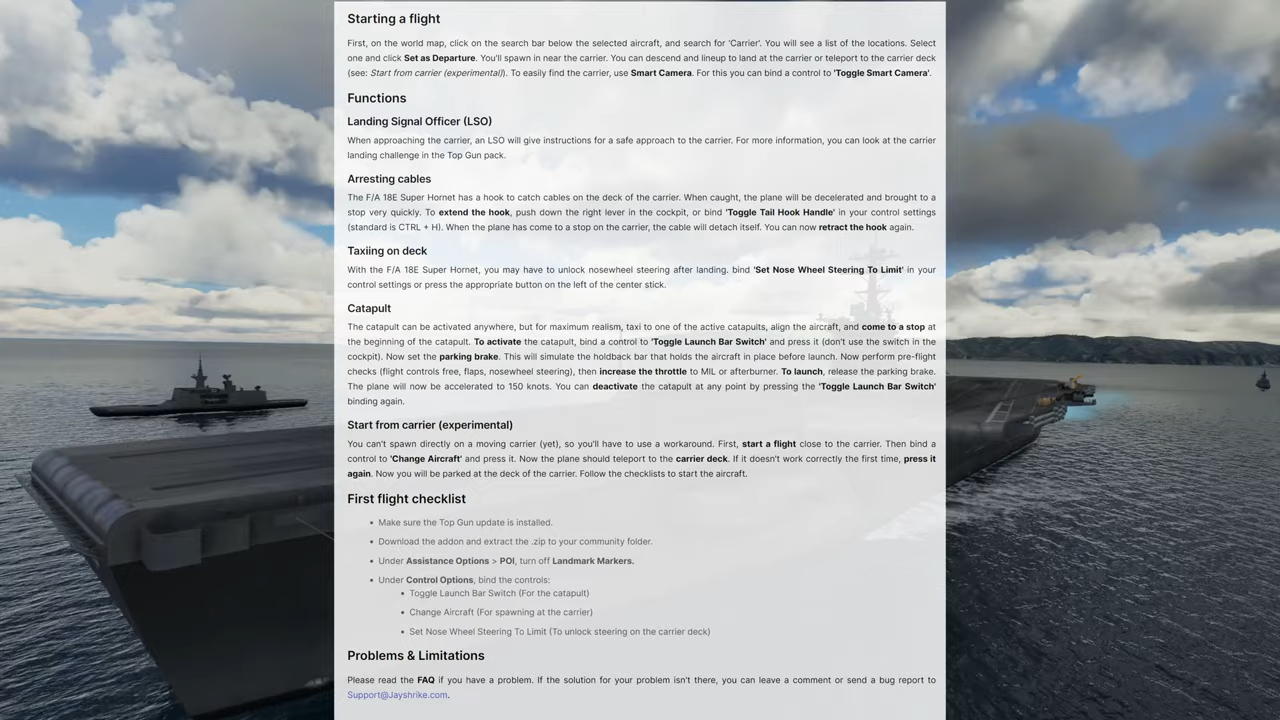 Starting a flight
First, on the world map, click on the search bar below the selected aircraft, and search for 'Carrier'. You will see a list of the locations. Select
one and click Set as Departure. You'll spawn in near the carrier. You can descend and lineup to land at the carrier or teleport to the carrier deck
(see: Start from carrier (experimental)). To easily find the carrier, use Smart Camera. For this you can bind a control to 'Toggle Smart Camera'.
Functions
Landing Signal Officer (LSO)
When approaching the carrier, an LSO will give instructions for a safe approach to the carrier. For more information, you can look at the carrier
landing challenge in the Top Gun pack.
Arresting cables
The F/A 18E Super Hornet has a hook to catch cables on the deck of the carrier. When caught, the plane will be decelerated and brought to a
stop very quickly. To extend the hook, push down the right lever in the cockpit, or bind 'Toggle Tail Hook Handle' in your control settings
(standard is CTRL + H). When the plane has come to a stop on the carrier, the cable will detach itself. You can now retract the hook again.
Taxiing on deck
With the F/A 18E Super Hornet, you may have to unlock nosewheel steering after landing. bind 'Set Nose Wheel Steering To Limit' in your
control settings or press the appropriate button on the left of the center stick.
Catapult
The catapult can be activated anywhere, but for maximum realism, taxi to one of the active catapults, align the aircraft, and come to a stop at
the beginning of the catapult. To activate the catapult, bind a control to 'Toggle Launch Bar Switch' and press it (don't use the switch in the
cockpit). Now set the parking brake. This will simulate the holdback bar that holds the aircraft in place before launch. Now perform pre-flight
checks (flight controls free, flaps, nosewheel steering), then increase the throttle to MIL or afterburner. To launch, release the parking brake.
The plane will now be accelerated to 150 knots. You can deactivate the catapult at any point by pressing the 'Toggle Launch Bar Switch'
binding again.
Start from carrier (experimental)
You can't spawn directly on a moving carrier (yet), so you'll have to use a workaround. First, start a flight close to the carrier. Then bind a
control to 'Change Aircraft' and press it. Now the plane should teleport to the carrier deck. If it doesn't work correctly the first time, press it
again. Now you will be parked at the deck of the carrier. Follow the checklists to start the aircraft.
First flight checklist
• Make sure the Top Gun update is installed.
• Download the addon and extract the .zip to your community folder.
• Under Assistance Options > POI, turn off Landmark Markers.
• Under Control Options, bind the controls:
• Toggle Launch Bar Switch (For the catapult)
• Change Aircraft (For spawning at the carrier)
• Set Nose Wheel Steering To Limit (To unlock steering on the carrier deck)
Problems & Limitations
Please read the FAQ if you have a problem. If the solution for your problem isn't there, you can leave a comment or send a bug report to
Support@Jayshrike.com.